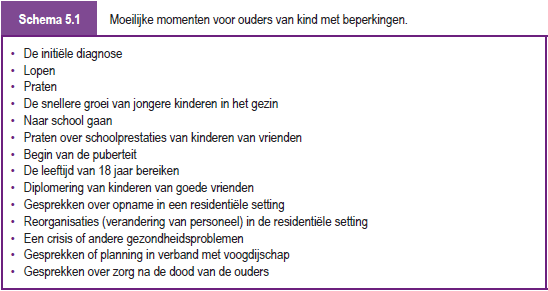 Schema 5.1 Moeilijke momenten voor ouders van kind met beperkingen.
• De initiële diagnose
• Lopen
• Praten
• De snellere groei van jongere kinderen in het gezin
• Naar school gaan
• Praten over schoolprestaties van kinderen van vrienden
• Begin van de puberteit
• De leeftijd van 18 jaar bereiken
• Diplomering van kinderen van goede vrienden
• Gesprekken over opname in een residentiële setting
• Reorganisaties (verandering van personeel) in de residentiële setting
• Een crisis of andere gezondheidsproblemen
• Gesprekken of planning in verband met voogdijschap
• Gesprekken over zorg na de dood van de ouders